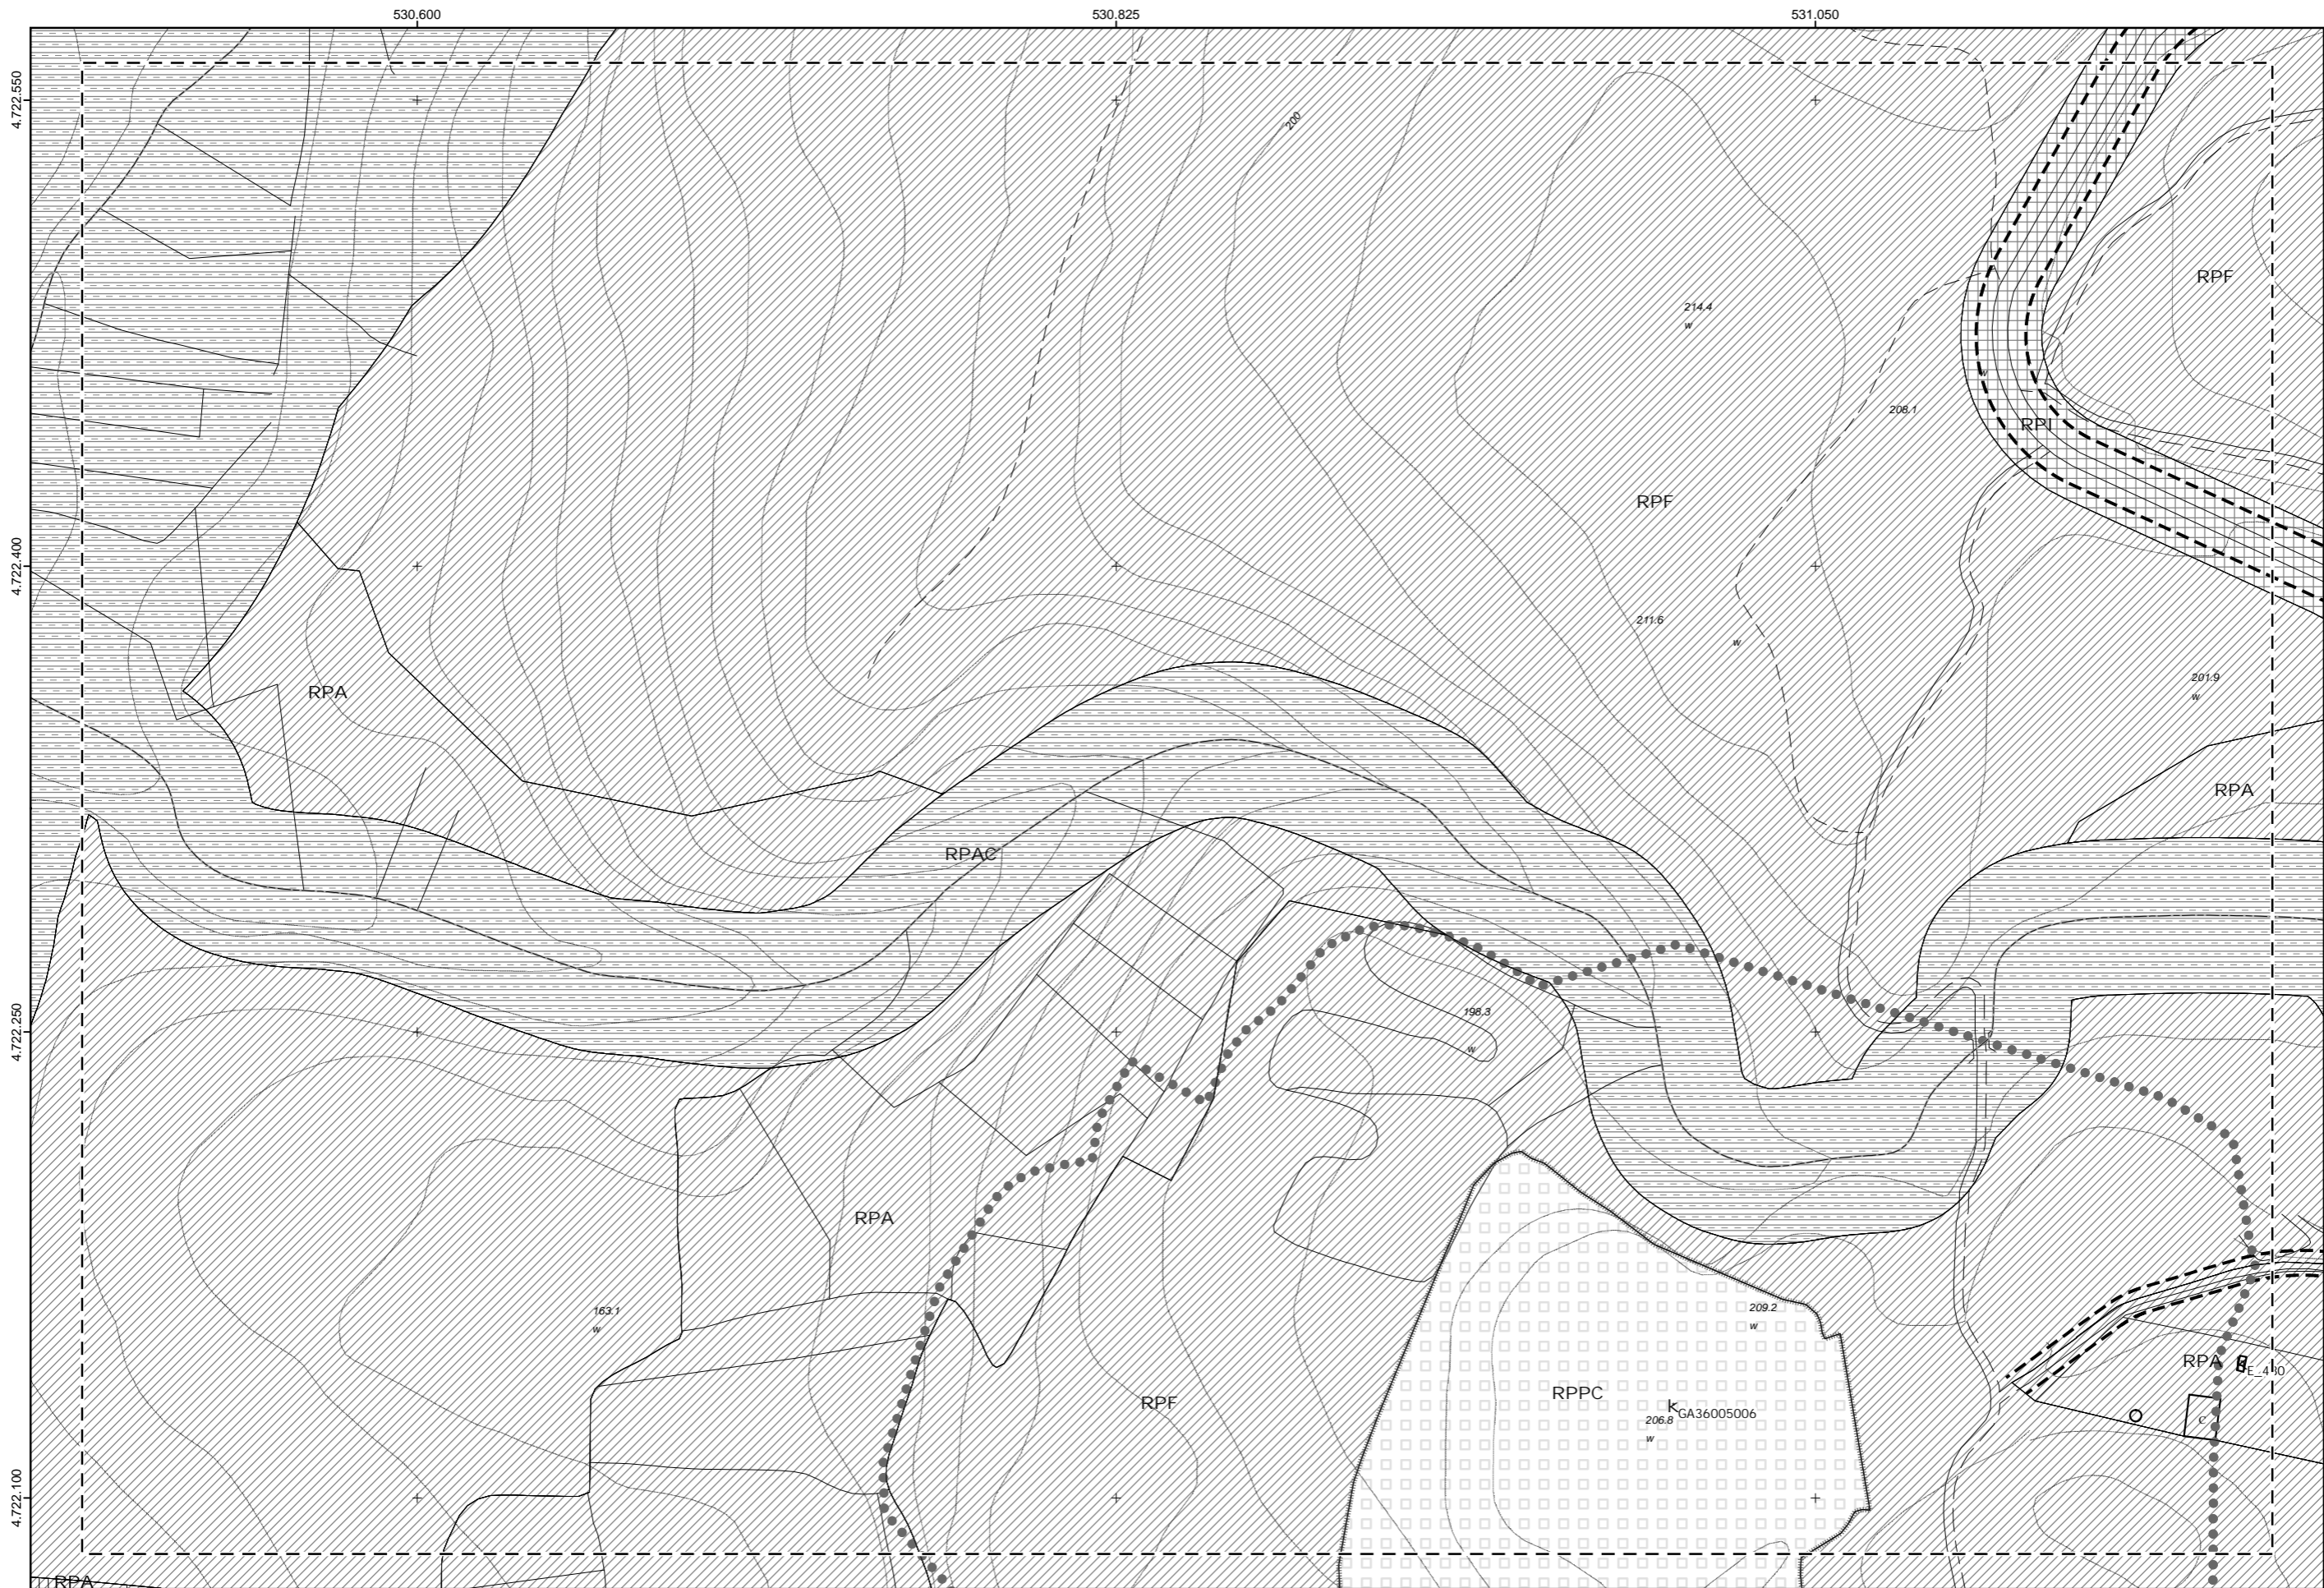 530.600 530.825 531.050
4.722.550
200
RPF
214.4
w
208.1
w
RPI
RPF
4.722.400
211.6
w
201.9
w
RPA
RPA
RPAC
198.3
w
4.722.250
RPA
163.1
w
209.2
w
RPA
RPF
RPPC
k GA36005006
206.8
w
c
4.722.100
RPA